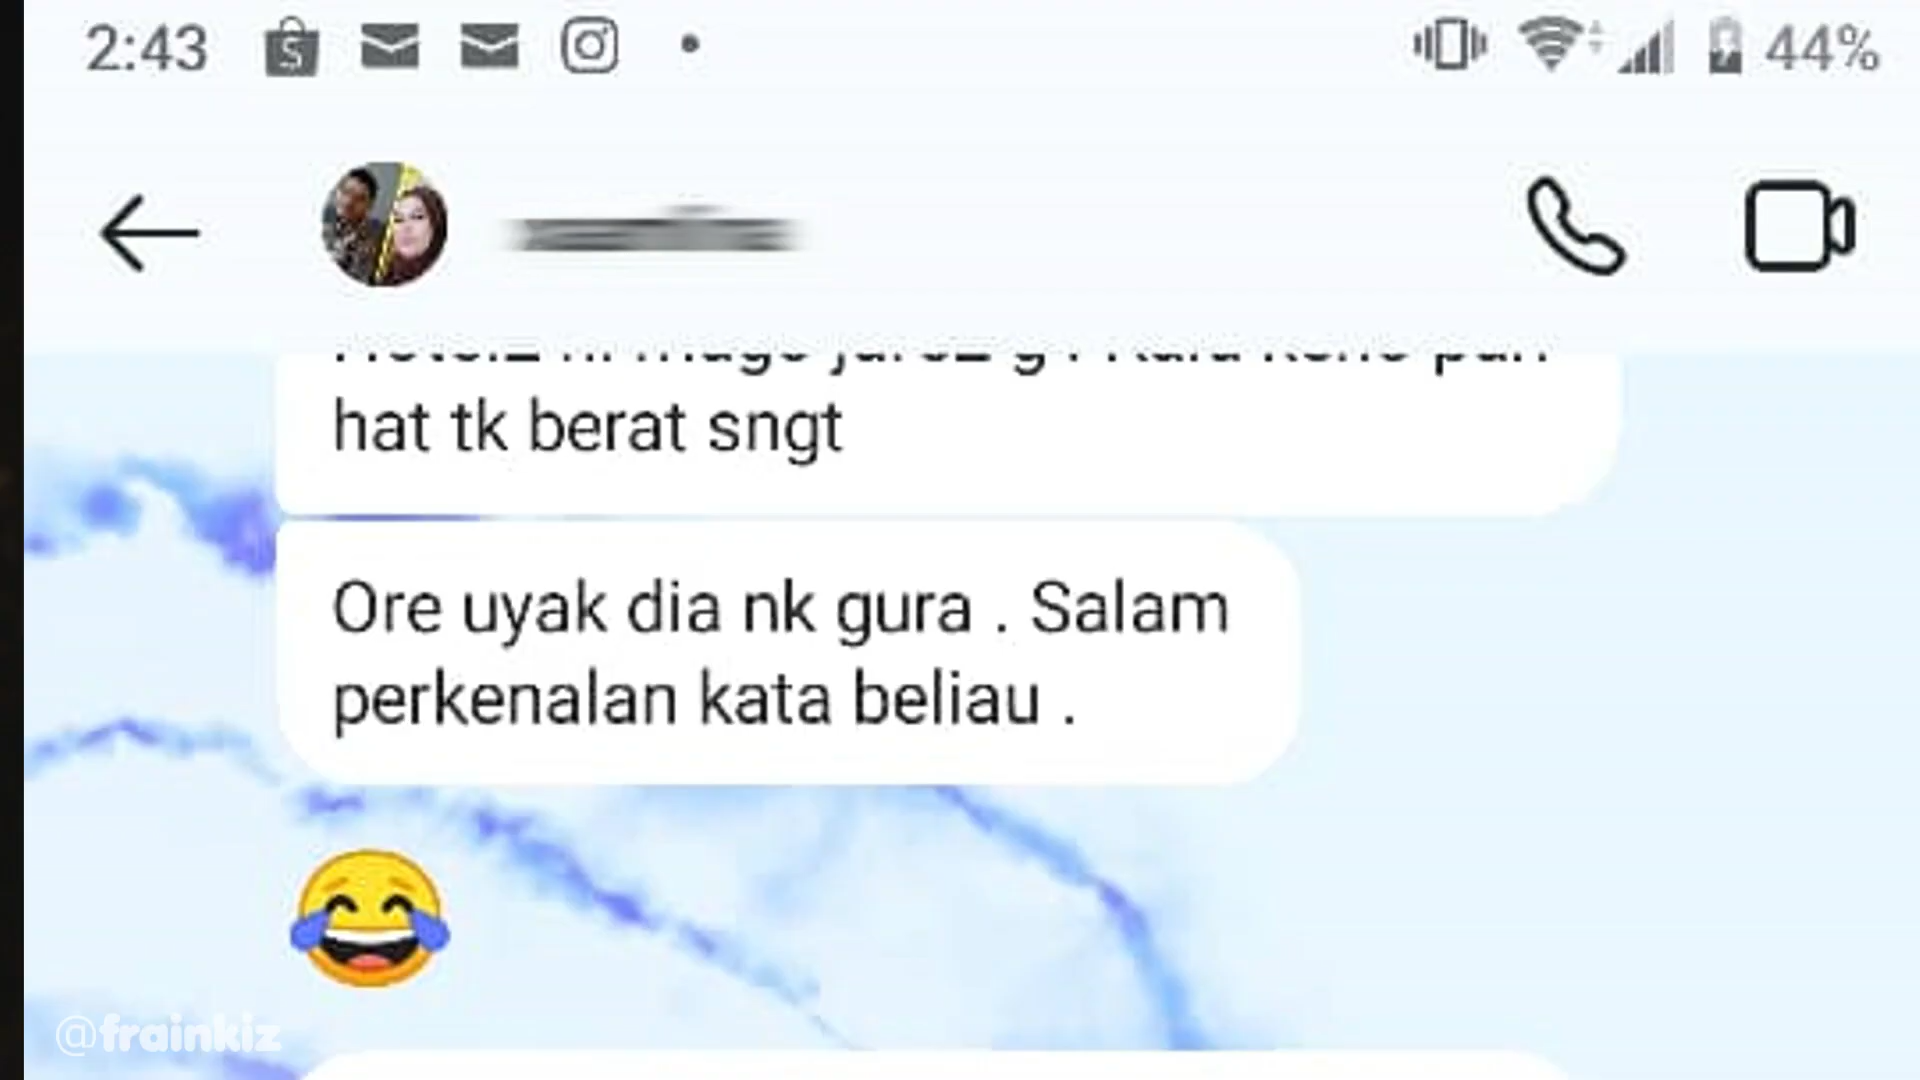 2:43
44%
hat tk berat sngt
Ore uyak dia nk gura . Salam
perkenalan kata beliau .
@frainkiz